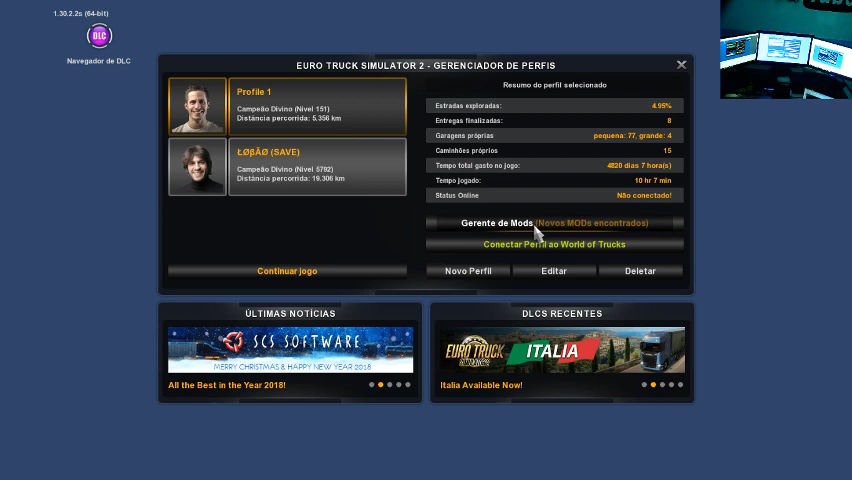 1.30.2.2s (64-bit)
DLC
Navegador de DLC
EURO TRUCK SIMULATOR 2 - GERENCIADOR DE PERFIS
Profile 1
Campeão Divino (Nível 151)
Distância percorrida: 5.356 km
ŁØβÃØ (SAVE)
Campeão Divino (Nível 5792)
Distância percorrida: 19.306 km
Continuar jogo
Resumo do perfil selecionado
Estradas exploradas: 4.95%
Entregas finalizadas: 8
Garagens próprias pequena: 77, grande: 4
Caminhões próprios 15
Tempo total gasto no jogo: 4820 dias 7 hora(s)
Tempo jogado: 10 hr 7 min
Status Online Não conectado!
Gerente de Mods (Novos MODs encontrados)
Conectar Perfil ao World of Trucks
Novo Perfil Editar Deletar
ÚLTIMAS NOTÍCIAS
SCS SOFTWARE
MERRY CHRISTMAS & HAPPY NEW YEAR 2018
All the Best in the Year 2018!
DLCS RECENTES
EURO TRUCK
SIMULATOR 2
ITALIA
Italia Available Now!